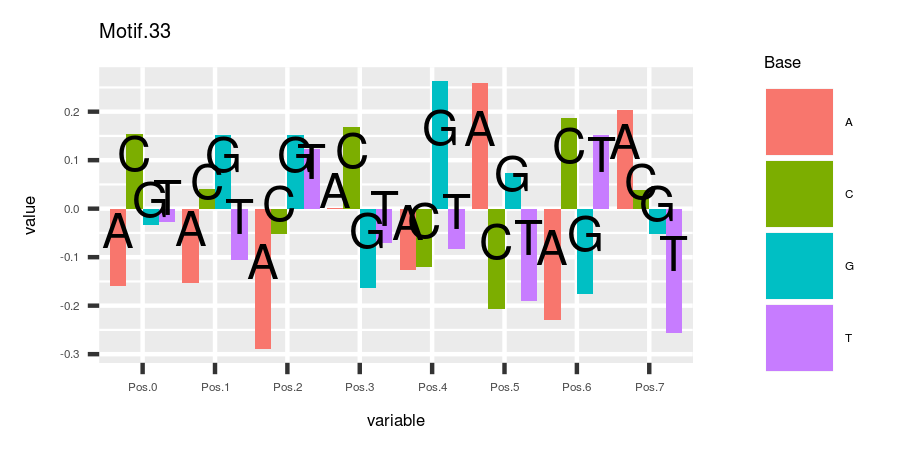 Motif.33
value
0.2
0.1
0.0
-0.1
-0.2
-0.3
A C G T A C G T A C G T A C G T A C G T A C G T A C G T A C G T
Pos.0 Pos.1 Pos.2 Pos.3 Pos.4 Pos.5 Pos.6 Pos.7
variable
Base
A
C
G
T